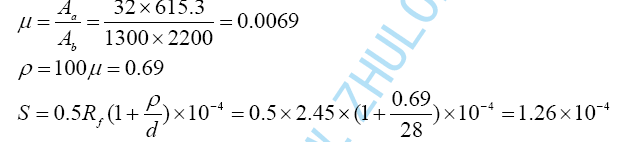 μ = A_a / A_b = 32×615.3 / 1300×2200 = 0.0069
ρ = 100μ = 0.69
S = 0.5R_f (1 + ρ/d) × 10⁻⁴ = 0.5 × 2.45 × (1 + 0.69/28) × 10⁻⁴ = 1.26 × 10⁻⁴
ZHULO